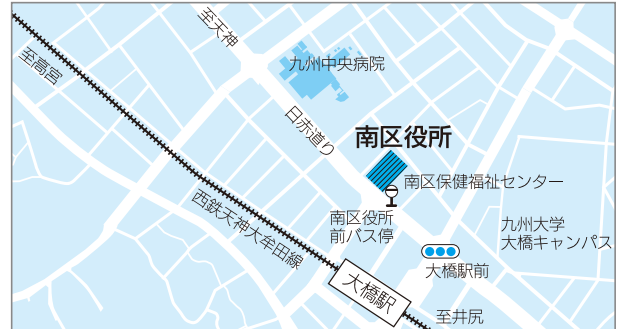 至天神
至高宮
九州中央病院
日赤通り
南区役所
南区保健福祉センター
西鉄天神大牟田線
南区役所
前バス停
九州大学
大橋キャンパス
大橋駅前
大橋駅
至井尻